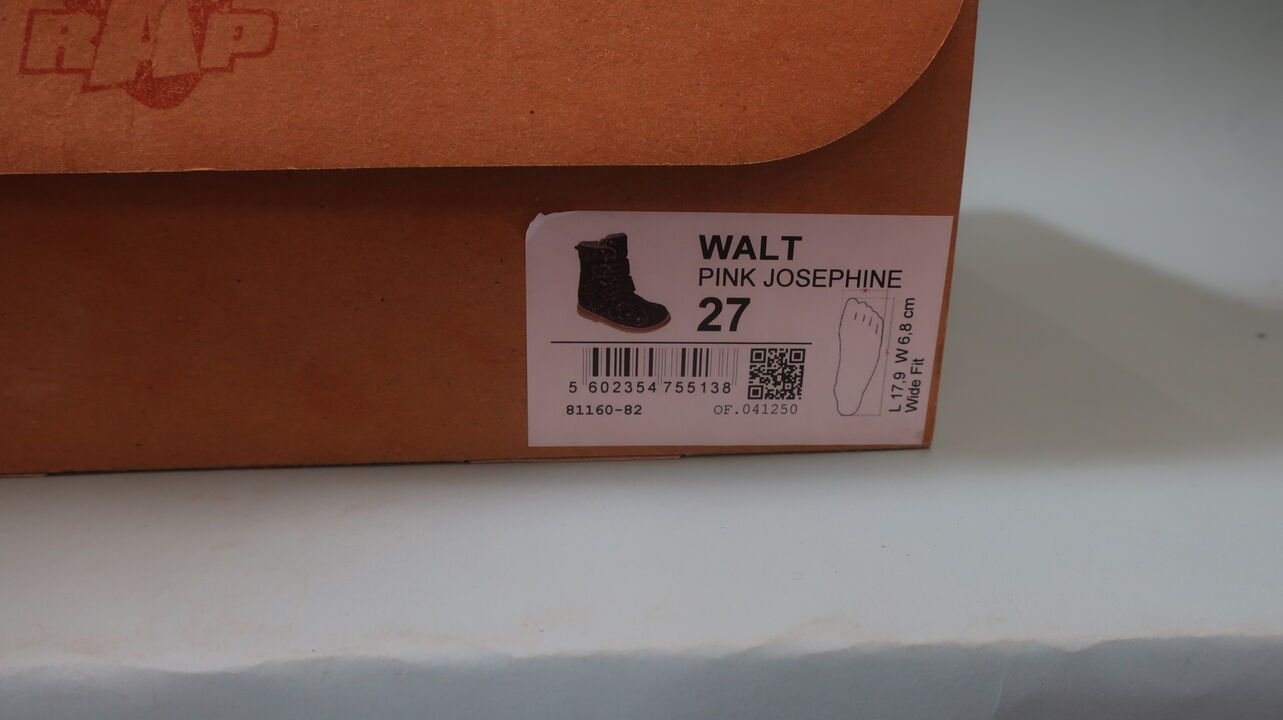 RAP
WALT
PINK JOSEPHINE
27
5 602354 755138
81160-82
OF.041250
L 17,9 W 6,8 cm
Wide Fit